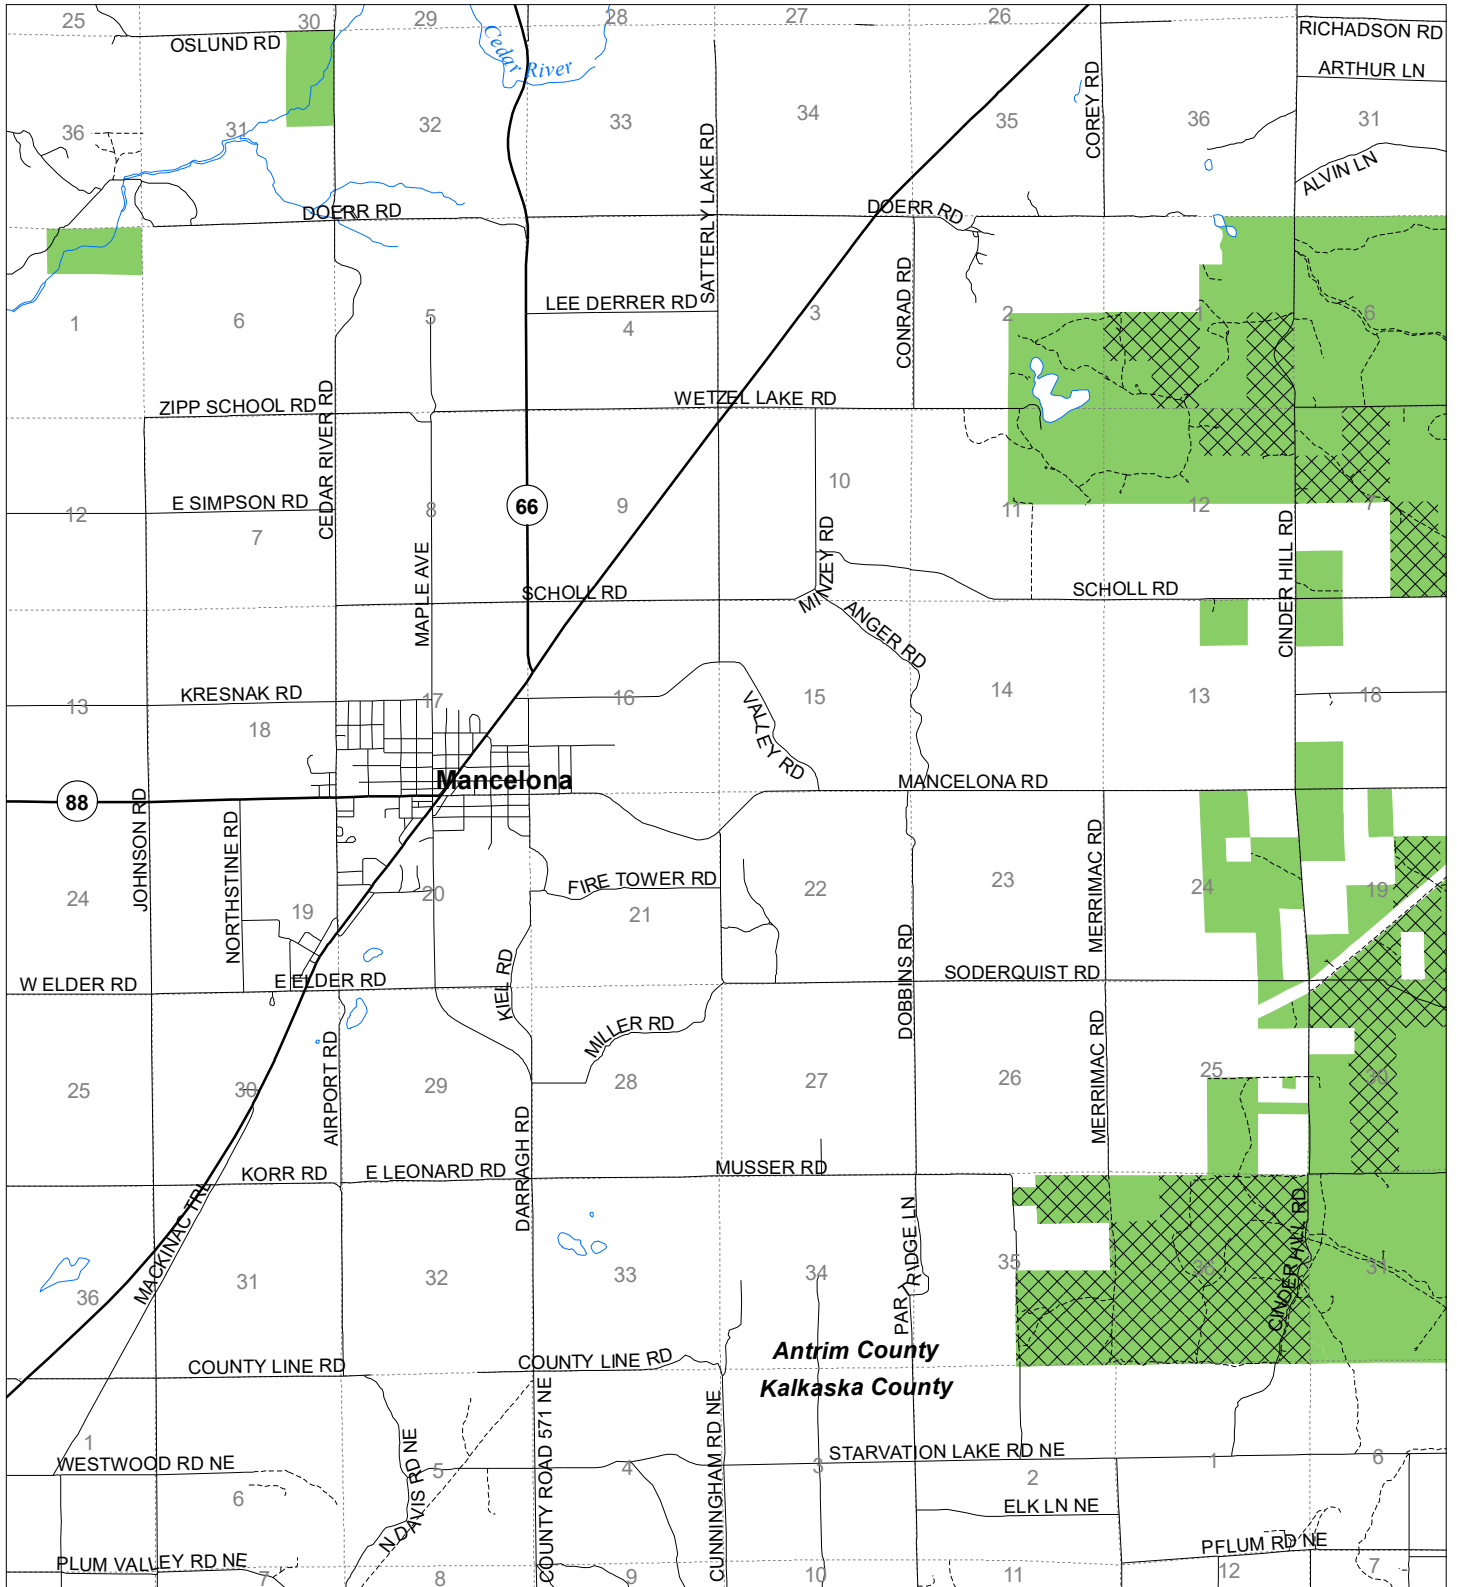 25
30
29
28
27
26
OSLUND RD
Cedar River
RICHADSON RD
ARTHUR LN
COREY RD
36
31
32
33
34
35
36
31
SATTERLY LAKE RD
ALVIN LN
DOERR RD
DOERR RD
CONRAD RD
LEE DERRER RD
1
6
5
4
3
2
1
6
ZIPP SCHOOL RD
CEDAR RIVER RD
WETZEL LAKE RD
E SIMPSON RD
12
7
8
66
9
10
11
12
7
MAPLE AVE
MINZEY RD
CINDER HILL RD
SCHOLL RD
SCHOLL RD
ANGER RD
KRESNAK RD
13
18
17
16
15
14
13
18
VALLEY RD
Mancelona
MANCELONA RD
88
JOHNSON RD
NORTHSTINE RD
MERRIMAC RD
FIRE TOWER RD
24
19
20
21
22
23
24
19
DOBBINS RD
W ELDER RD
E ELDER RD
KIEL RD
SODERQUIST RD
MILLER RD
AIRPORT RD
MERRIMAC RD
25
30
29
28
27
26
25
30
DARRAGH RD
KORR RD
E LEONARD RD
MUSSER RD
MACKINAC TRL
PARTRIDGE LN
CINDER HILL RD
36
31
32
33
34
35
36
31
COUNTY LINE RD
COUNTY LINE RD
Antrim County
Kalkaska County
COUNTY ROAD 571 NE
CUNNINGHAM RD NE
N DAVIS RD NE
1
WESTWOOD RD NE
STARVATION LAKE RD NE
6
5
4
3
2
1
6
ELK LN NE
PLUM VALLEY RD NE
PFLUM RD NE
7
8
9
10
11
12
7